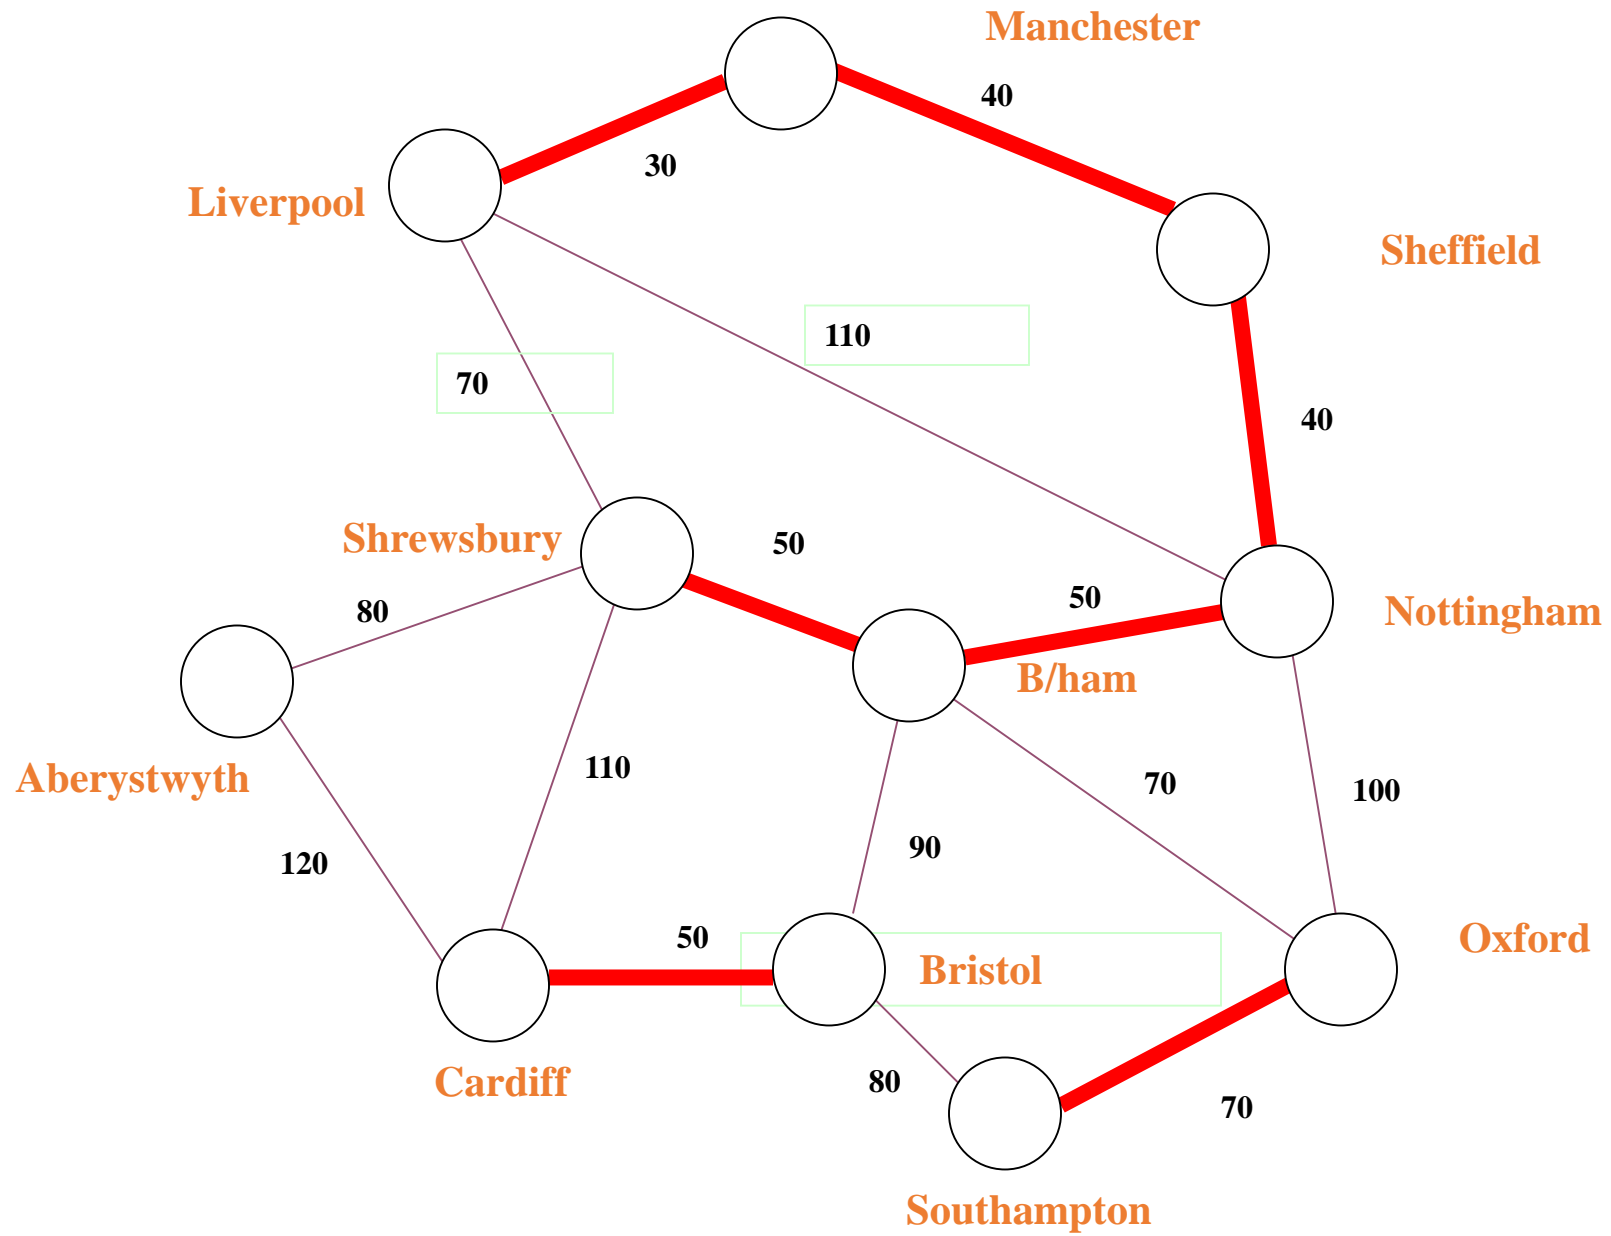 Manchester
40
30
Liverpool
Sheffield
110
70
40
Shrewsbury
50
50
80
Nottingham
B/ham
Aberystwyth
110
70
100
90
120
50
Oxford
Bristol
80
Cardiff
70
Southampton